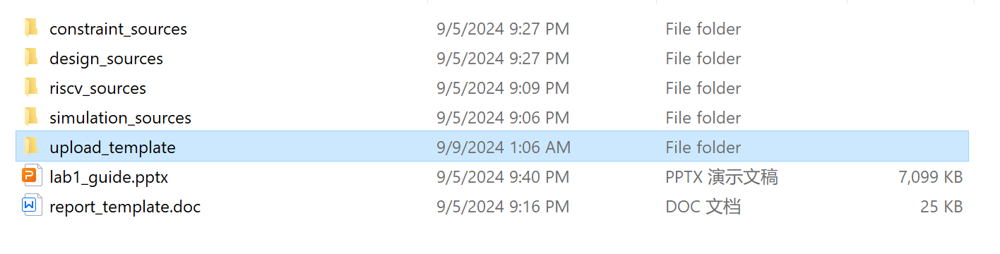 constraint_sources 9/5/2024 9:27 PM File folder
design_sources 9/5/2024 9:27 PM File folder
riscv_sources 9/5/2024 9:09 PM File folder
simulation_sources 9/5/2024 9:06 PM File folder
upload_template 9/9/2024 1:06 AM File folder
lab1_guide.pptx 9/5/2024 9:40 PM PPTX 演示文稿 7,099 KB
report_template.doc 9/5/2024 9:16 PM DOC 文档 25 KB